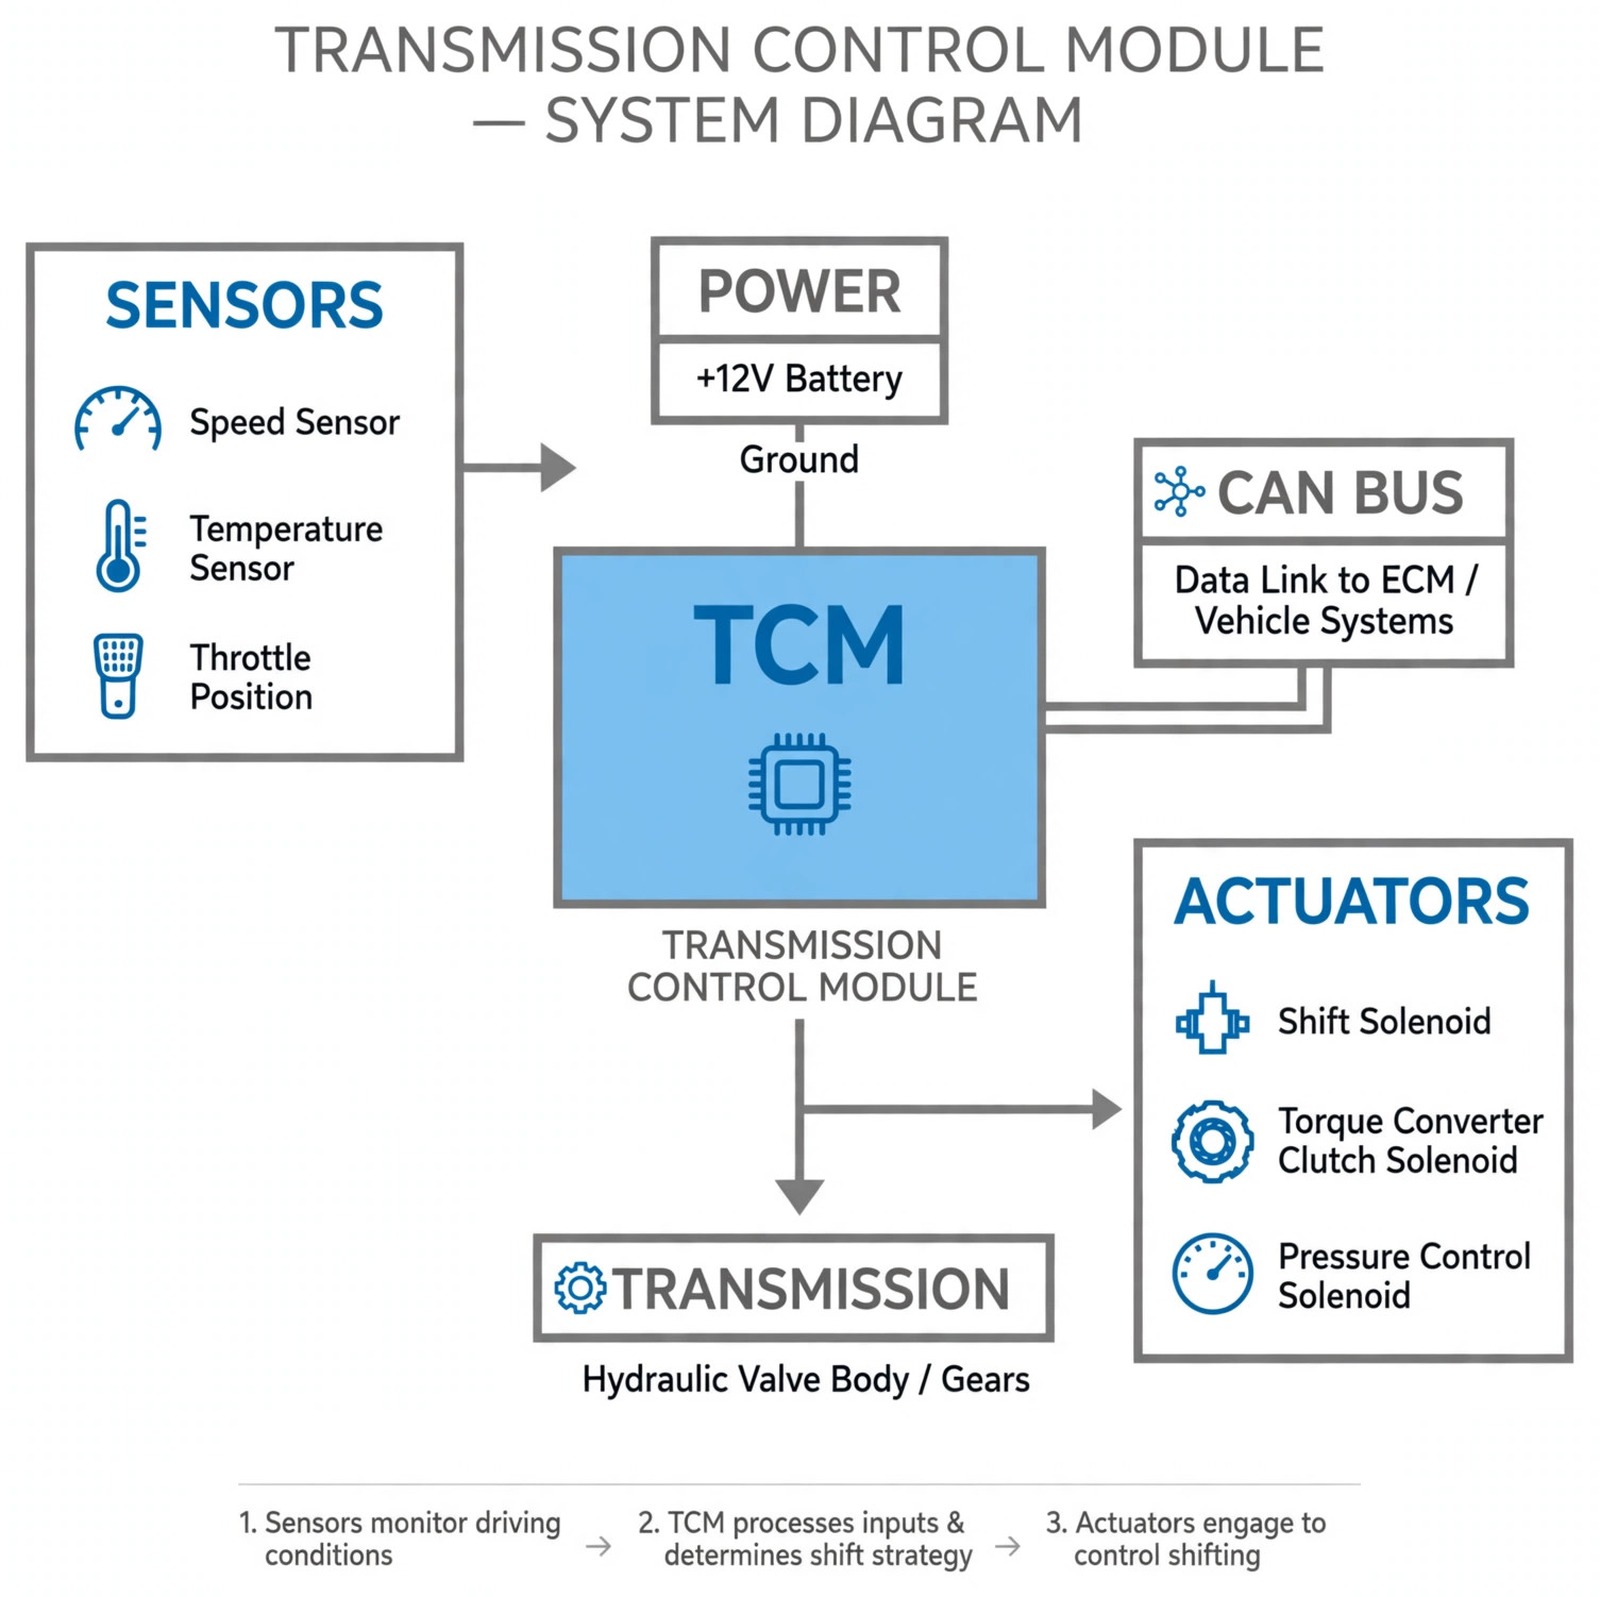 TRANSMISSION CONTROL MODULE
— SYSTEM DIAGRAM
SENSORS
Speed Sensor
Temperature
Sensor
Throttle
Position
POWER
+12V Battery
Ground
CAN BUS
Data Link to ECM /
Vehicle Systems
TCM
TRANSMISSION
CONTROL MODULE
ACTUATORS
Shift Solenoid
Torque Converter
Clutch Solenoid
Pressure Control
Solenoid
TRANSMISSION
Hydraulic Valve Body / Gears
1. Sensors monitor driving
conditions
→
2. TCM processes inputs &
determines shift strategy
→
3. Actuators engage to
control shifting